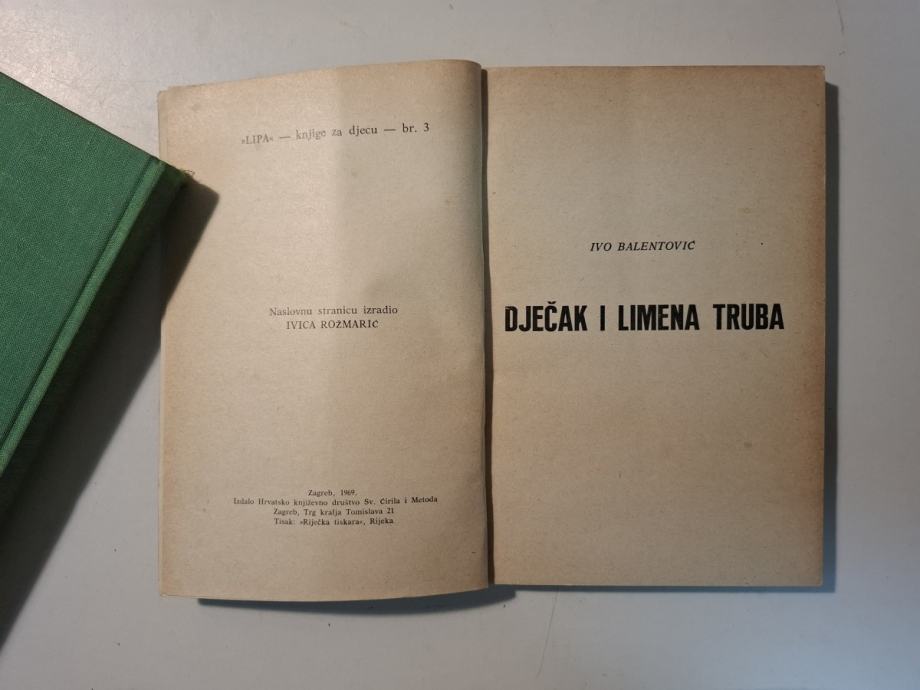 »LIPA« — knjige za djecu — br. 3
Naslovnu stranicu izradio
IVICA ROŽMARIĆ
Zagreb, 1969.
Izdalo Hrvatsko književno društvo Sv. Ćirila i Metoda
Zagreb, Trg kralja Tomislava 21
Tisak: »Riječka tiskara«, Rijeka
IVO BALENTOVIĆ
DJEČAK I LIMENA TRUBA